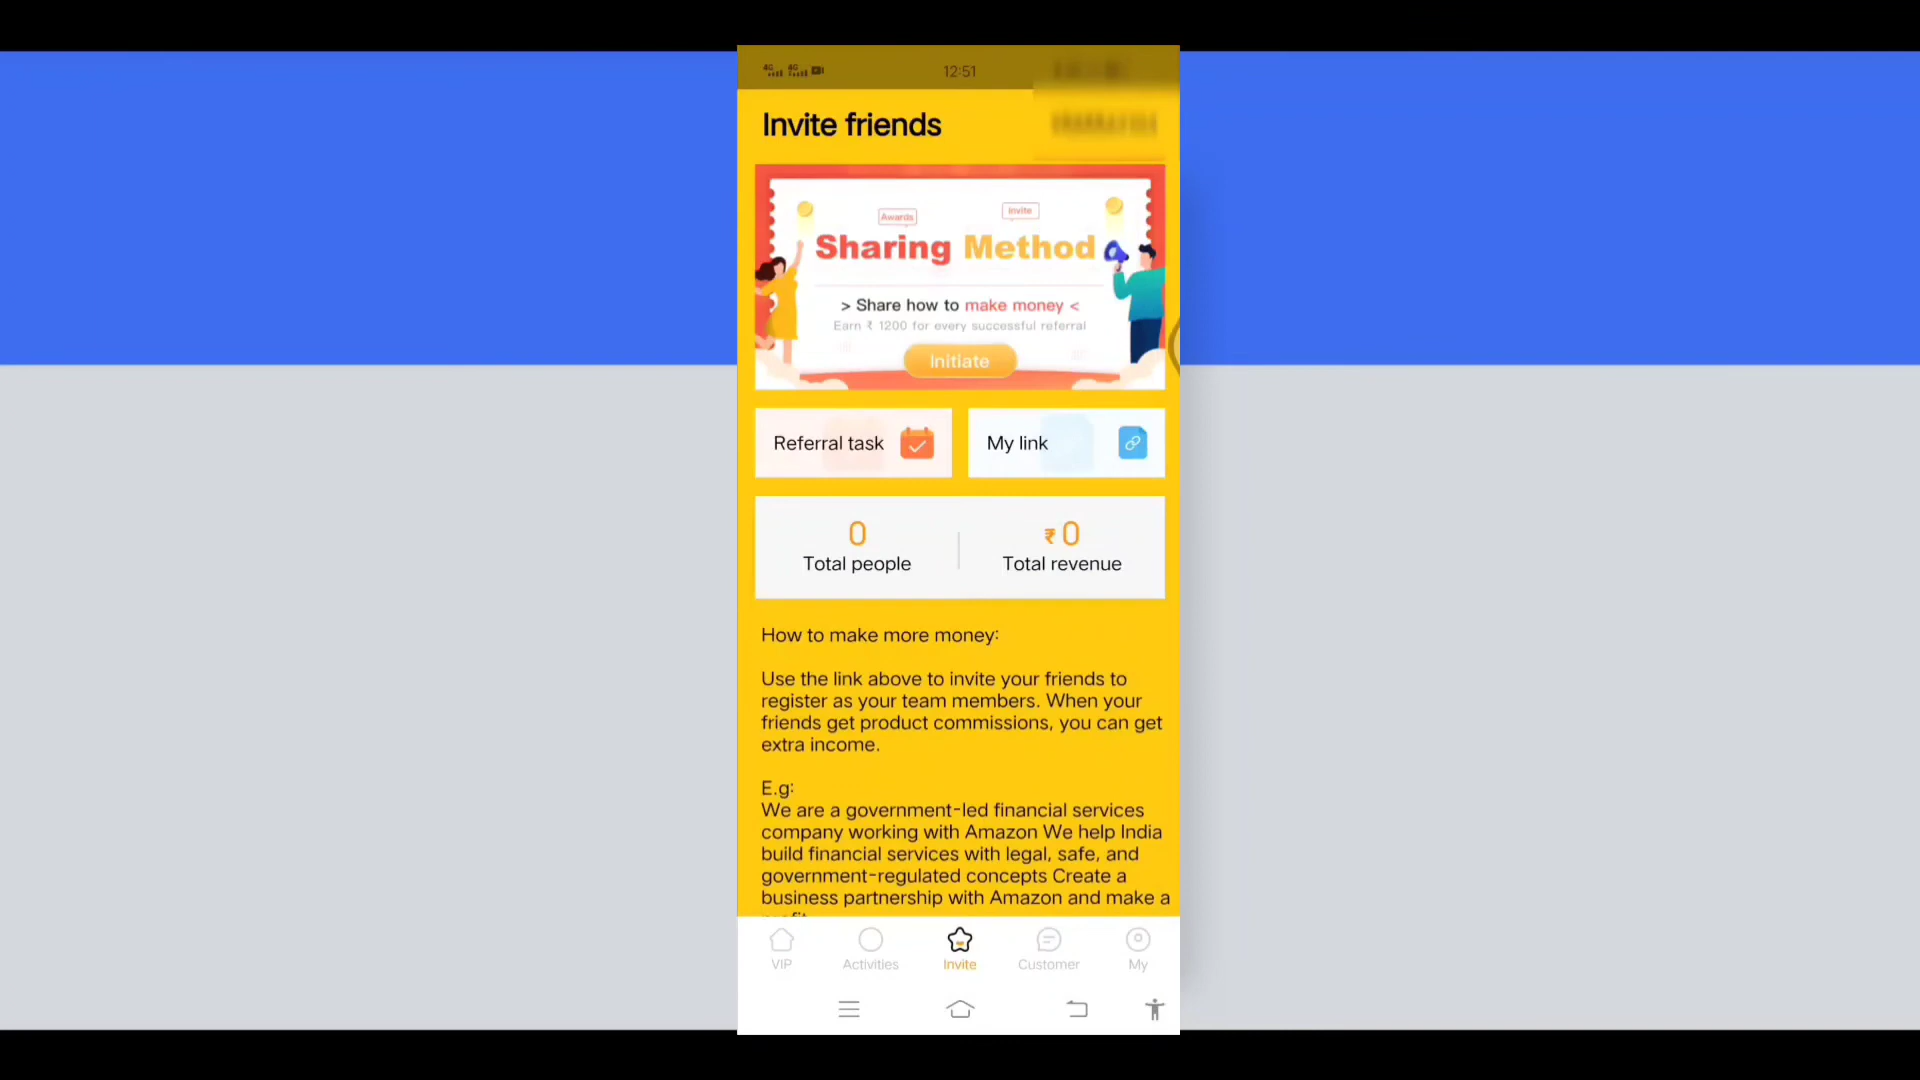 4G 4G 12:51
Invite friends
Awards
Invite
Sharing Method
> Share how to make money <
Earn ₹ 1200 for every successful referral
Initiate
Referral task
My link
0
₹ 0
Total people
Total revenue
How to make more money:
Use the link above to invite your friends to
register as your team members. When your
friends get product commissions, you can get
extra income.
E.g:
We are a government-led financial services
company working with Amazon We help India
build financial services with legal, safe, and
government-regulated concepts Create a
business partnership with Amazon and make a
VIP
Activities
Invite
Customer
My